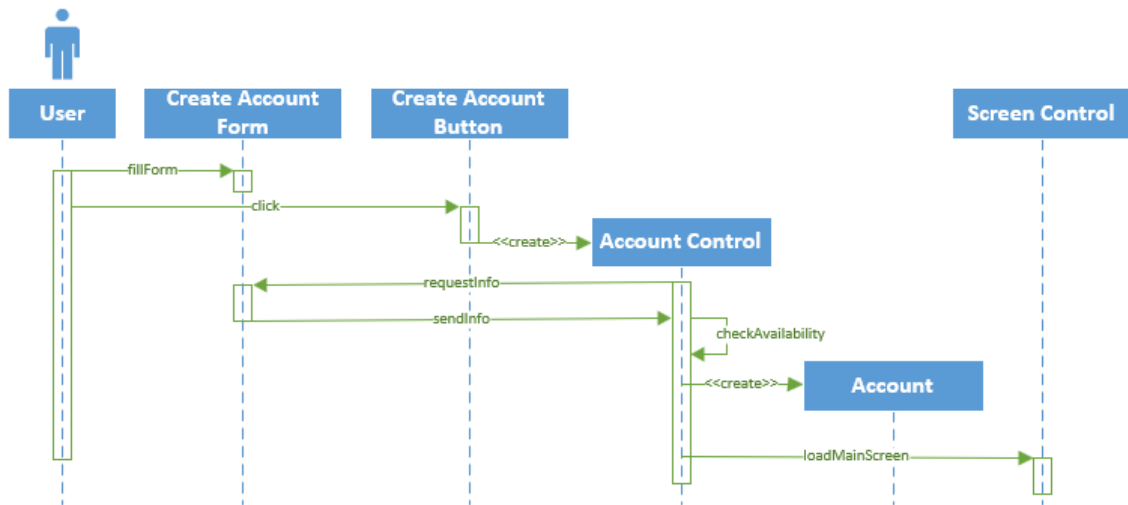 User
Create Account
Form
Create Account
Button
Screen Control
fillForm
click
<<create>>
Account Control
requestInfo
sendInfo
checkAvailability
<<create>>
Account
loadMainScreen